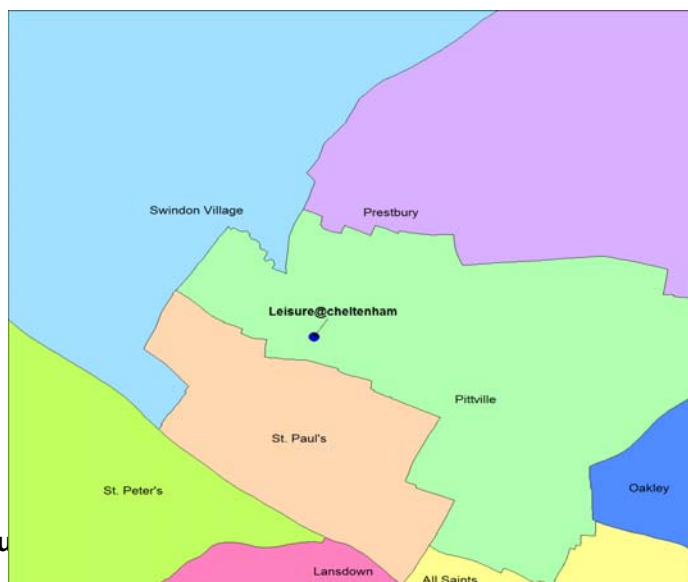 Swindon Village
Prestbury
Leisure@cheltenham
Pittville
St. Paul's
St. Peter's
Oakley
Lansdown
All Saints